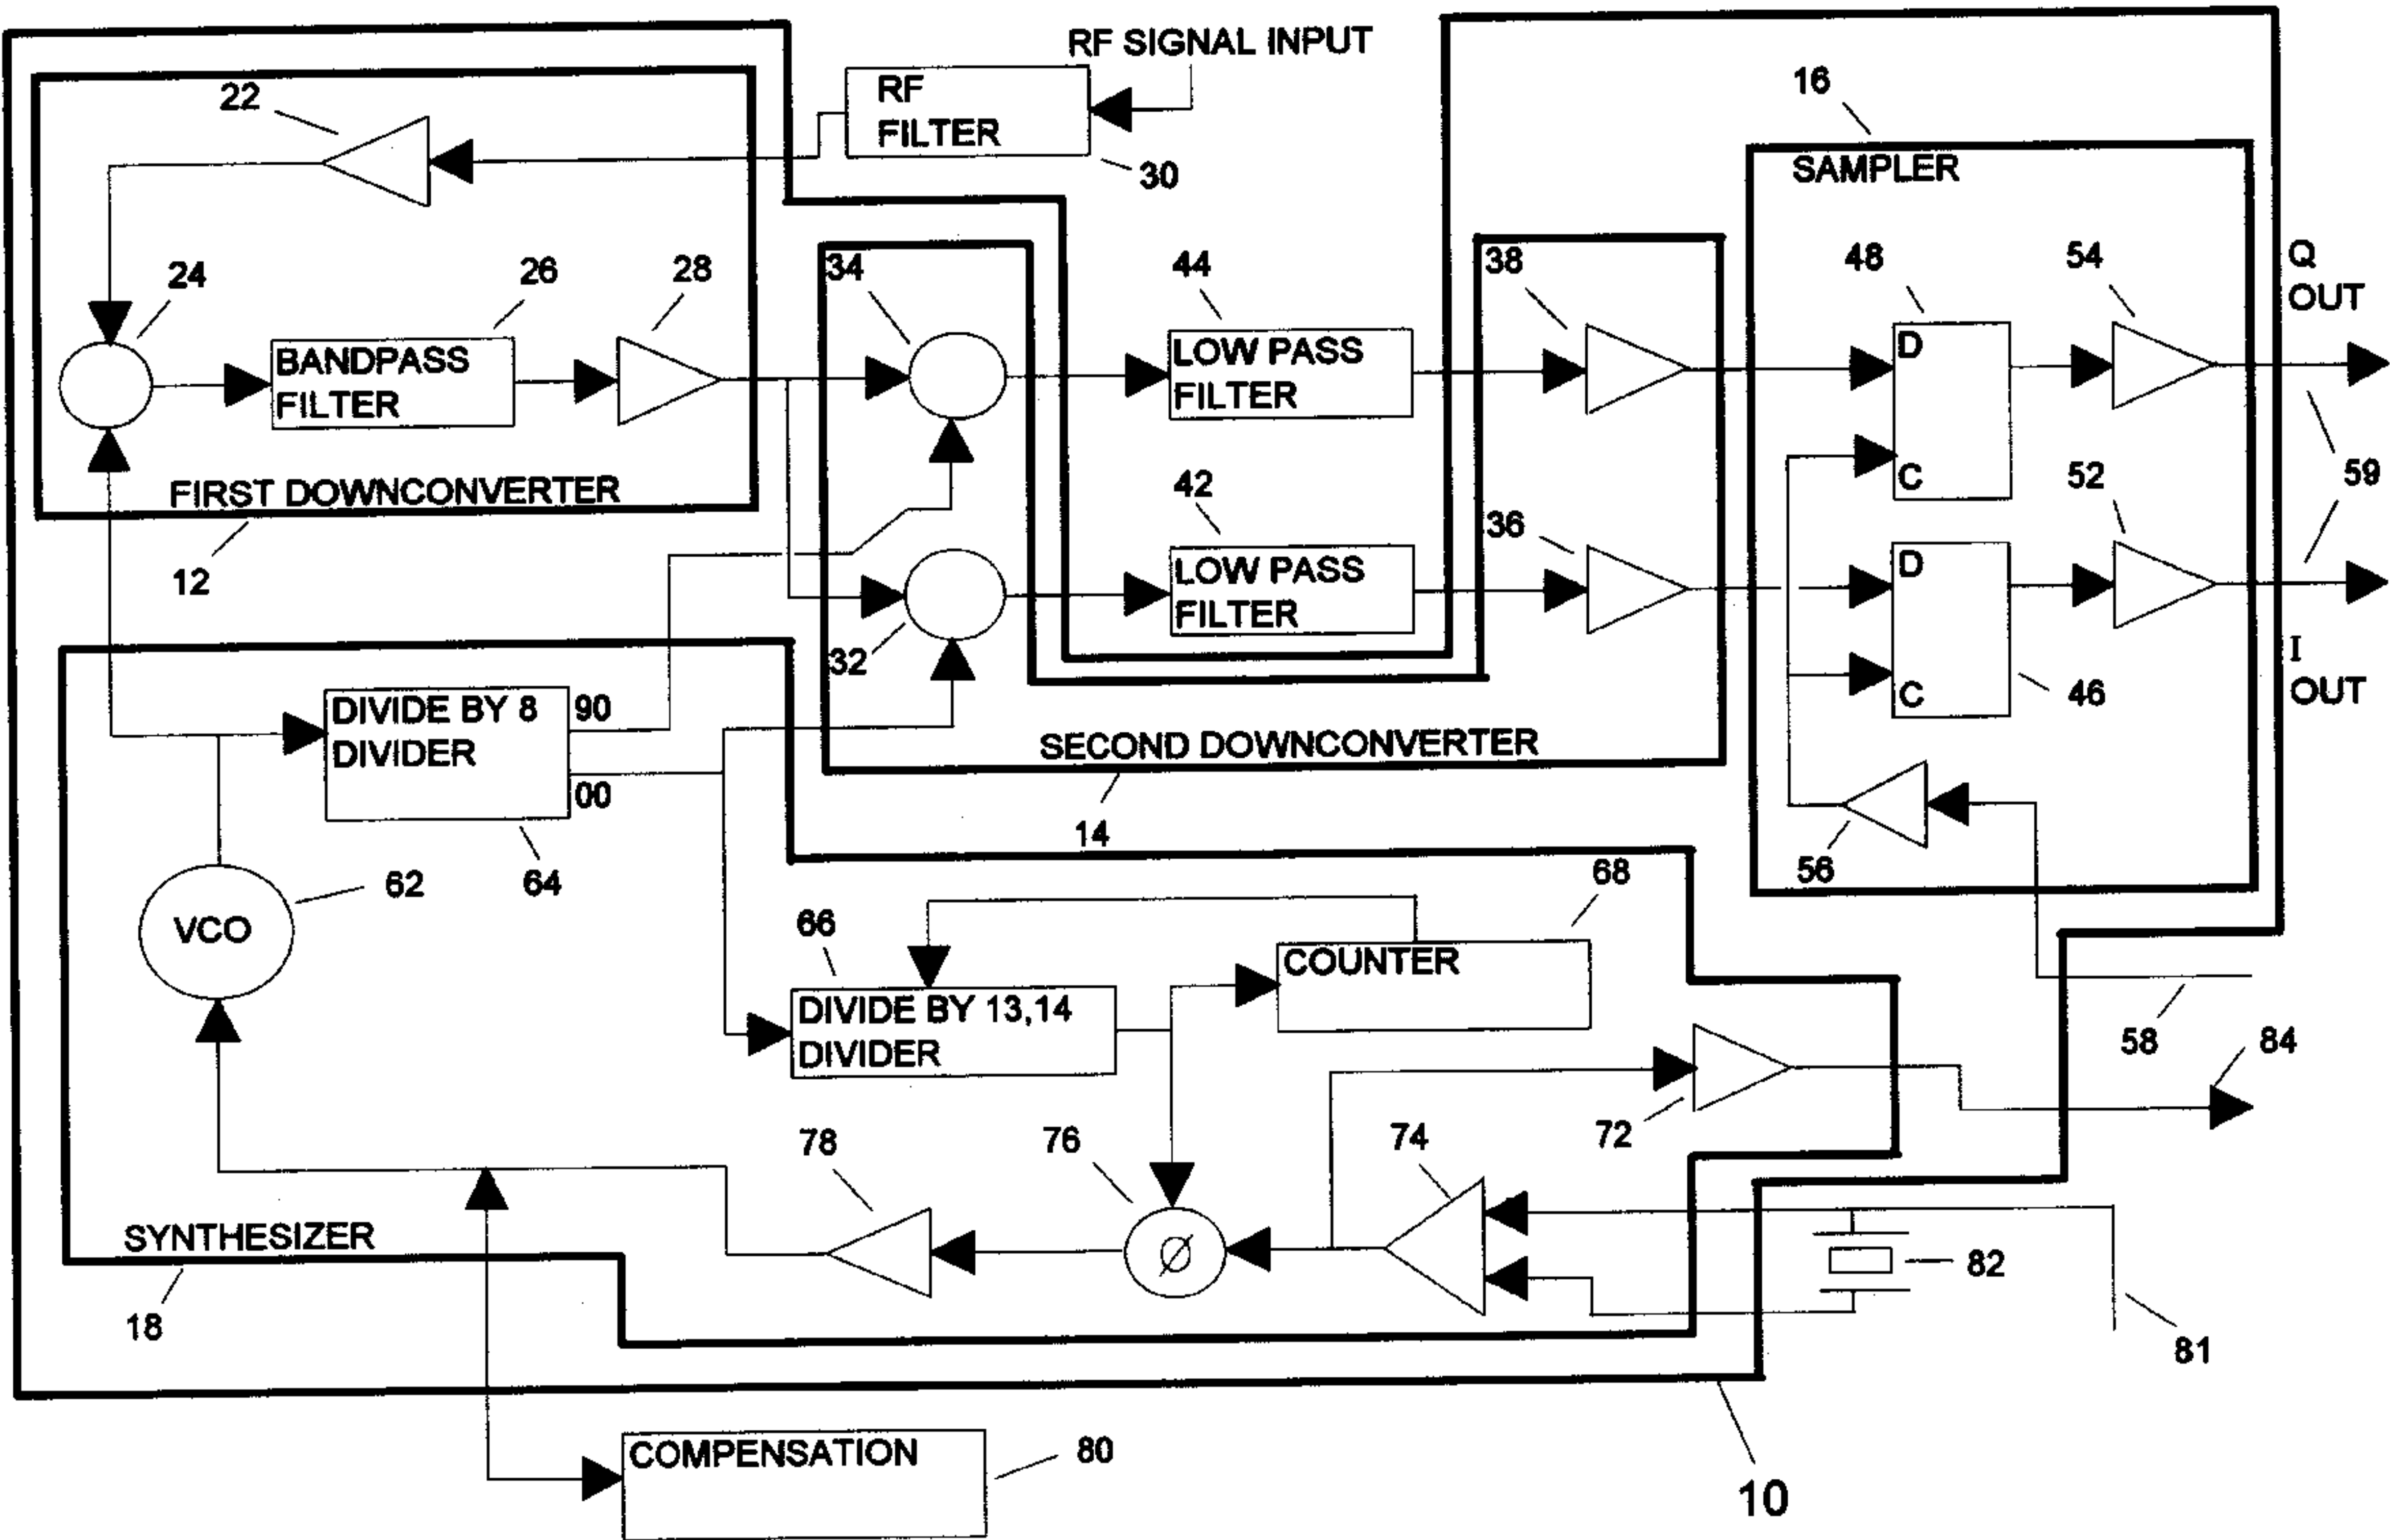 RF SIGNAL INPUT
RF
FILTER
30
22
16
SAMPLER
24
26
28
34
44
38
48
54
Q
OUT
BANDPASS
FILTER
LOW PASS
FILTER
D
C
FIRST DOWNCONVERTER
12
42
36
52
59
32
LOW PASS
FILTER
D
C
46
I
OUT
DIVIDE BY 8
DIVIDER
90
00
64
SECOND DOWNCONVERTER
14
56
VCO
62
66
68
COUNTER
DIVIDE BY 13,14
DIVIDER
58
84
72
78
76
74
Ø
82
81
SYNTHESIZER
18
COMPENSATION
80
10